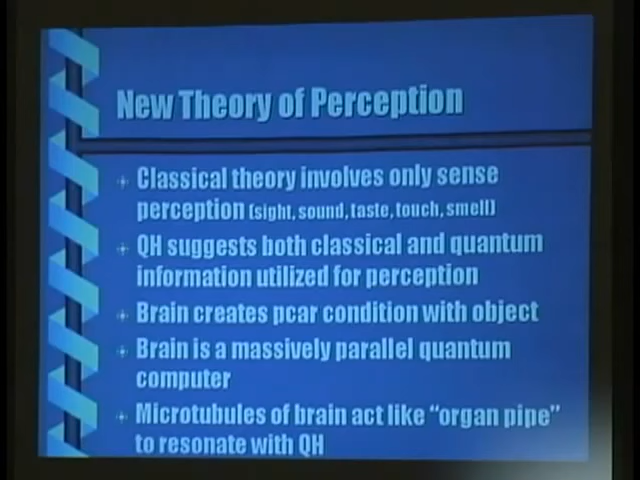 New Theory of Perception
Classical theory involves only sense
perception (sight, sound, taste, touch, smell)
QH suggests both classical and quantum
information utilized for perception
Brain creates pcar condition with object
Brain is a massively parallel quantum
computer
Microtubules of brain act like "organ pipe"
to resonate with QH